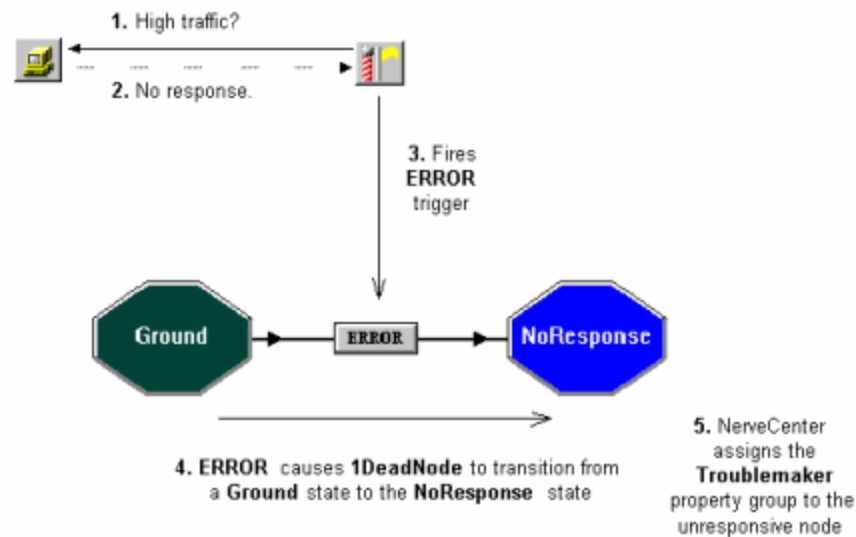 1. High traffic?
2. No response.
3. Fires
ERROR
trigger
Ground
ERROR
NoResponse
4. ERROR causes 1DeadNode to transition from
a Ground state to the NoResponse state
5. NerveCenter
assigns the
Troublemaker
property group to the
unresponsive node